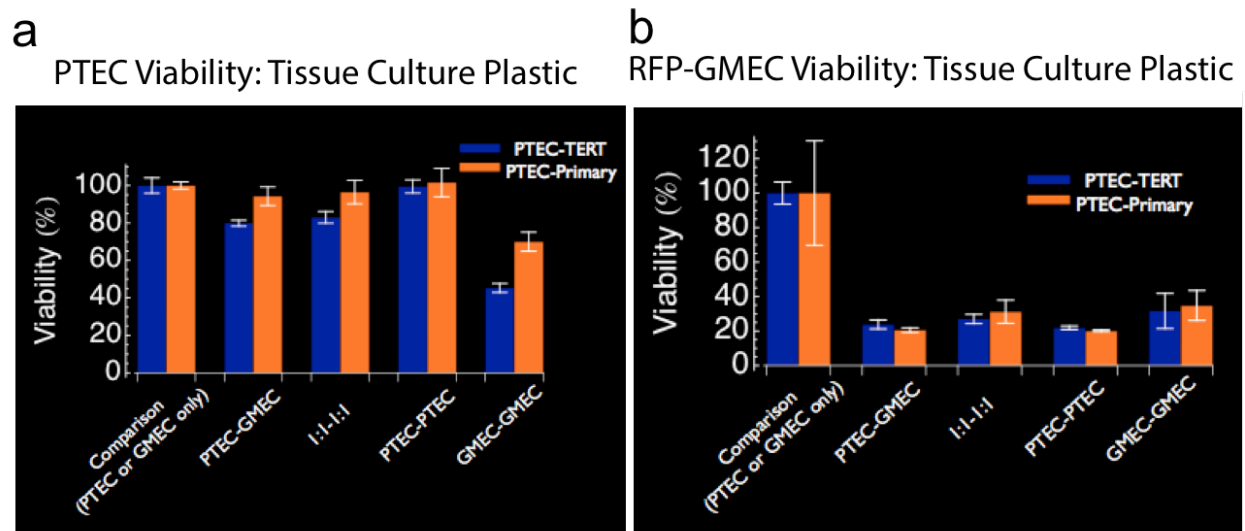 a
PTEC Viability: Tissue Culture Plastic
PTEC-TERT
PTEC-Primary
Viability (%)
100
80
60
40
20
0
Comparison
(PTEC or GMEC only)
PTEC-GMEC
1:1-1:1
PTEC-PTEC
GMEC-GMEC
b
RFP-GMEC Viability: Tissue Culture Plastic
PTEC-TERT
PTEC-Primary
Viability (%)
120
100
80
60
40
20
0
Comparison
(PTEC or GMEC only)
PTEC-GMEC
1:1-1:1
PTEC-PTEC
GMEC-GMEC